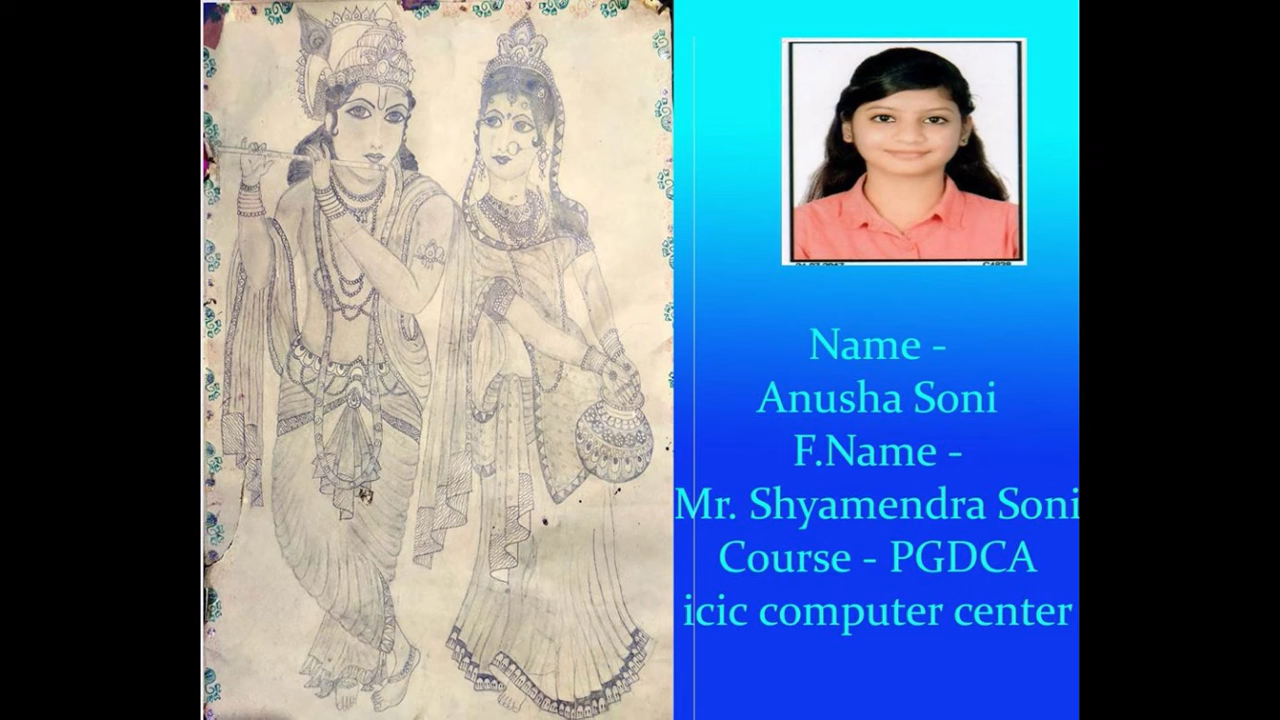 Name -
Anusha Soni
F.Name -
Mr. Shyamendra Soni
Course - PGDCA
icic computer center